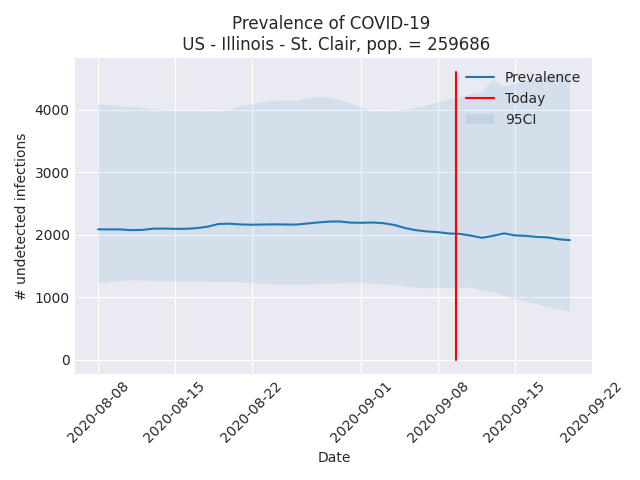 Prevalence of COVID-19
US - Illinois - St. Clair, pop. = 259686
Prevalence
Today
95CI
# undetected infections
4000
3000
2000
1000
0
2020-08-08
2020-08-15
2020-08-22
2020-09-01
2020-09-08
2020-09-15
2020-09-22
Date